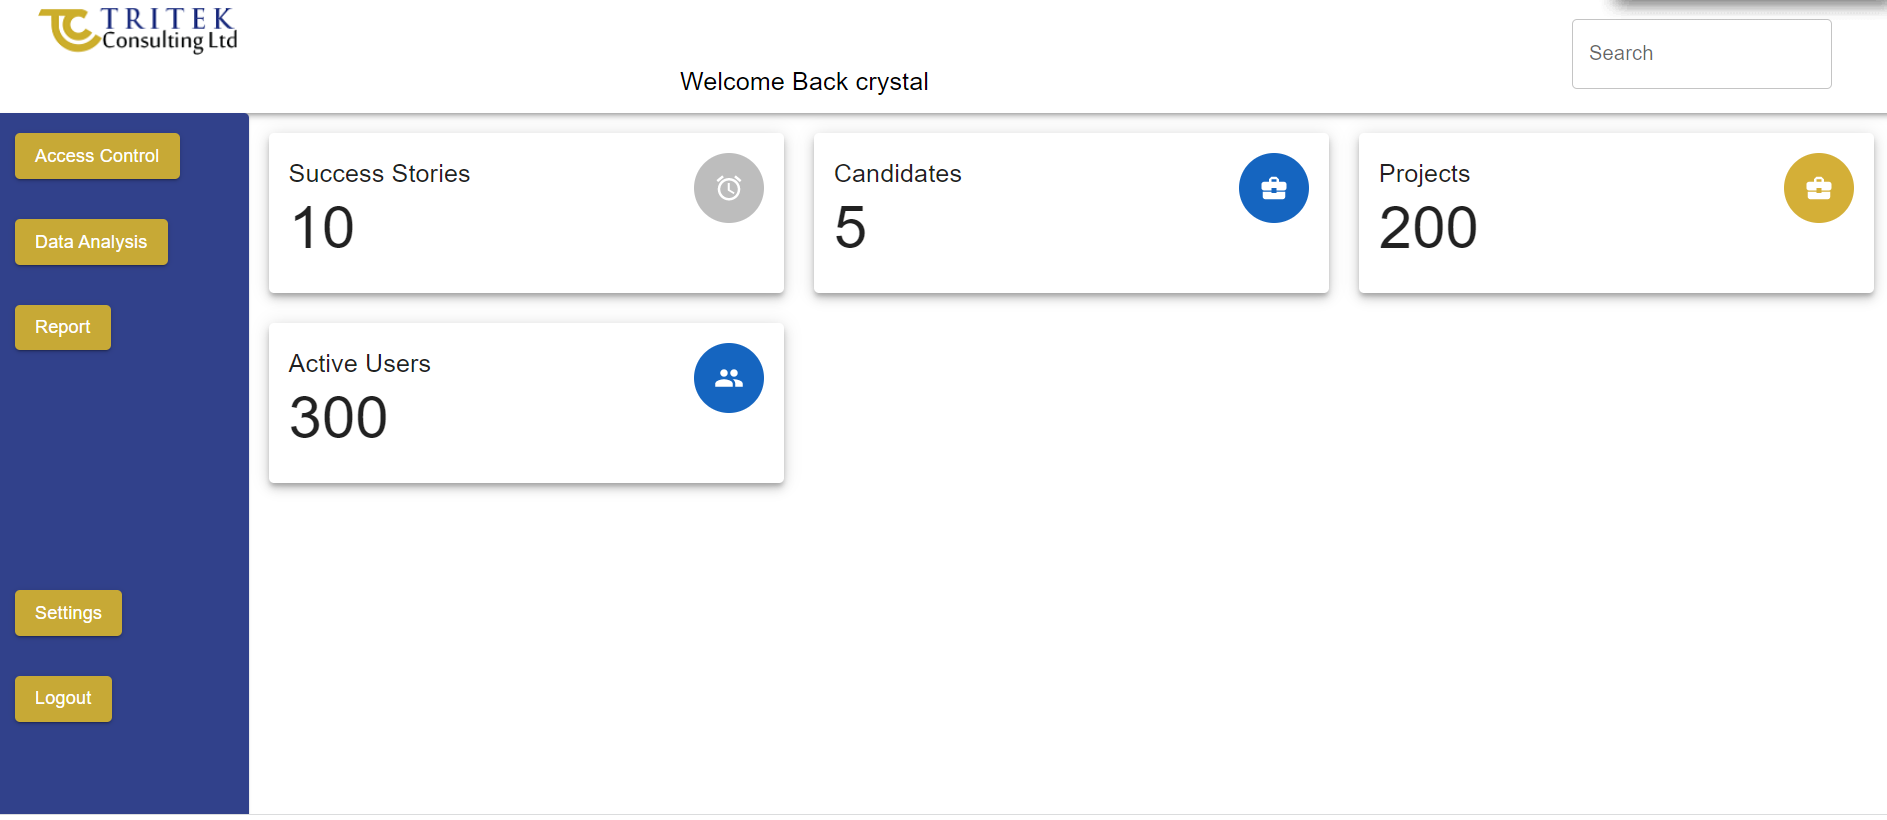 TRITEK
Consulting Ltd
Search
Welcome Back crystal
Access Control
Data Analysis
Report
Settings
Logout
Success Stories
10
Candidates
5
Projects
200
Active Users
300